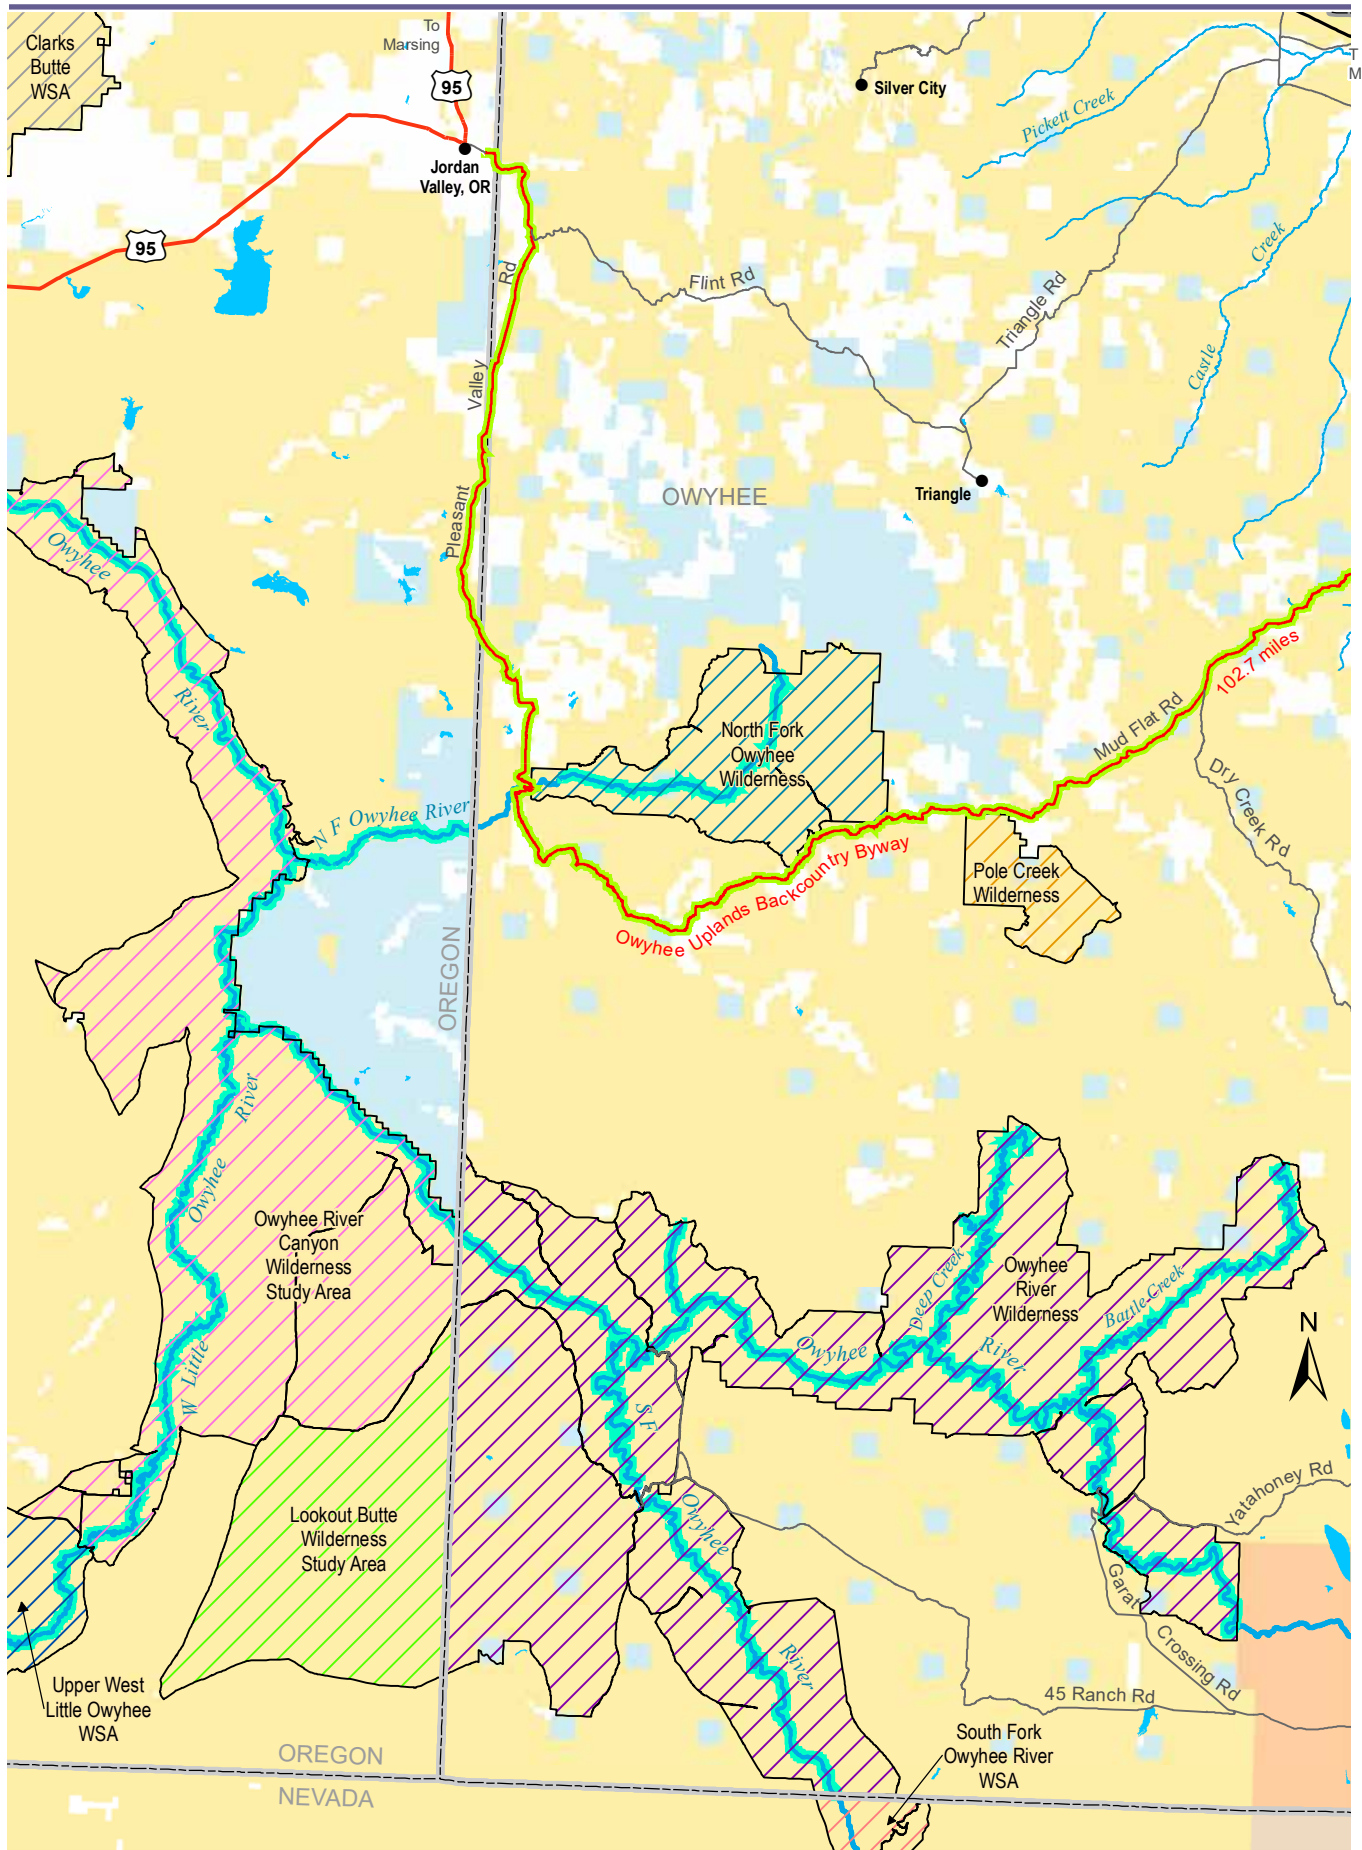 To
Marsing
Clarks
Butte
WSA
95
Silver City
T
M
Pickett Creek
Jordan
Valley, OR
95
Creek
Castle
Flint Rd
Triangle Rd
Pleasant Valley Rd
OWYHEE
Triangle
Owyhee
River
102.7 miles
Mud Flat Rd
Dry Creek Rd
North Fork
Owyhee
Wilderness
N F Owyhee River
Owyhee Uplands Backcountry Byway
Pole Creek
Wilderness
OREGON
W Little Owyhee River
Owyhee River
Canyon
Wilderness
Study Area
Deep Creek
Owyhee
River
Wilderness
Battle Creek
N
Owyhee
River
S F
Owyhee
River
Lookout Butte
Wilderness
Study Area
Yatahoney Rd
Garat Crossing Rd
45 Ranch Rd
Upper West
Little Owyhee
WSA
South Fork
Owyhee River
WSA
OREGON
NEVADA